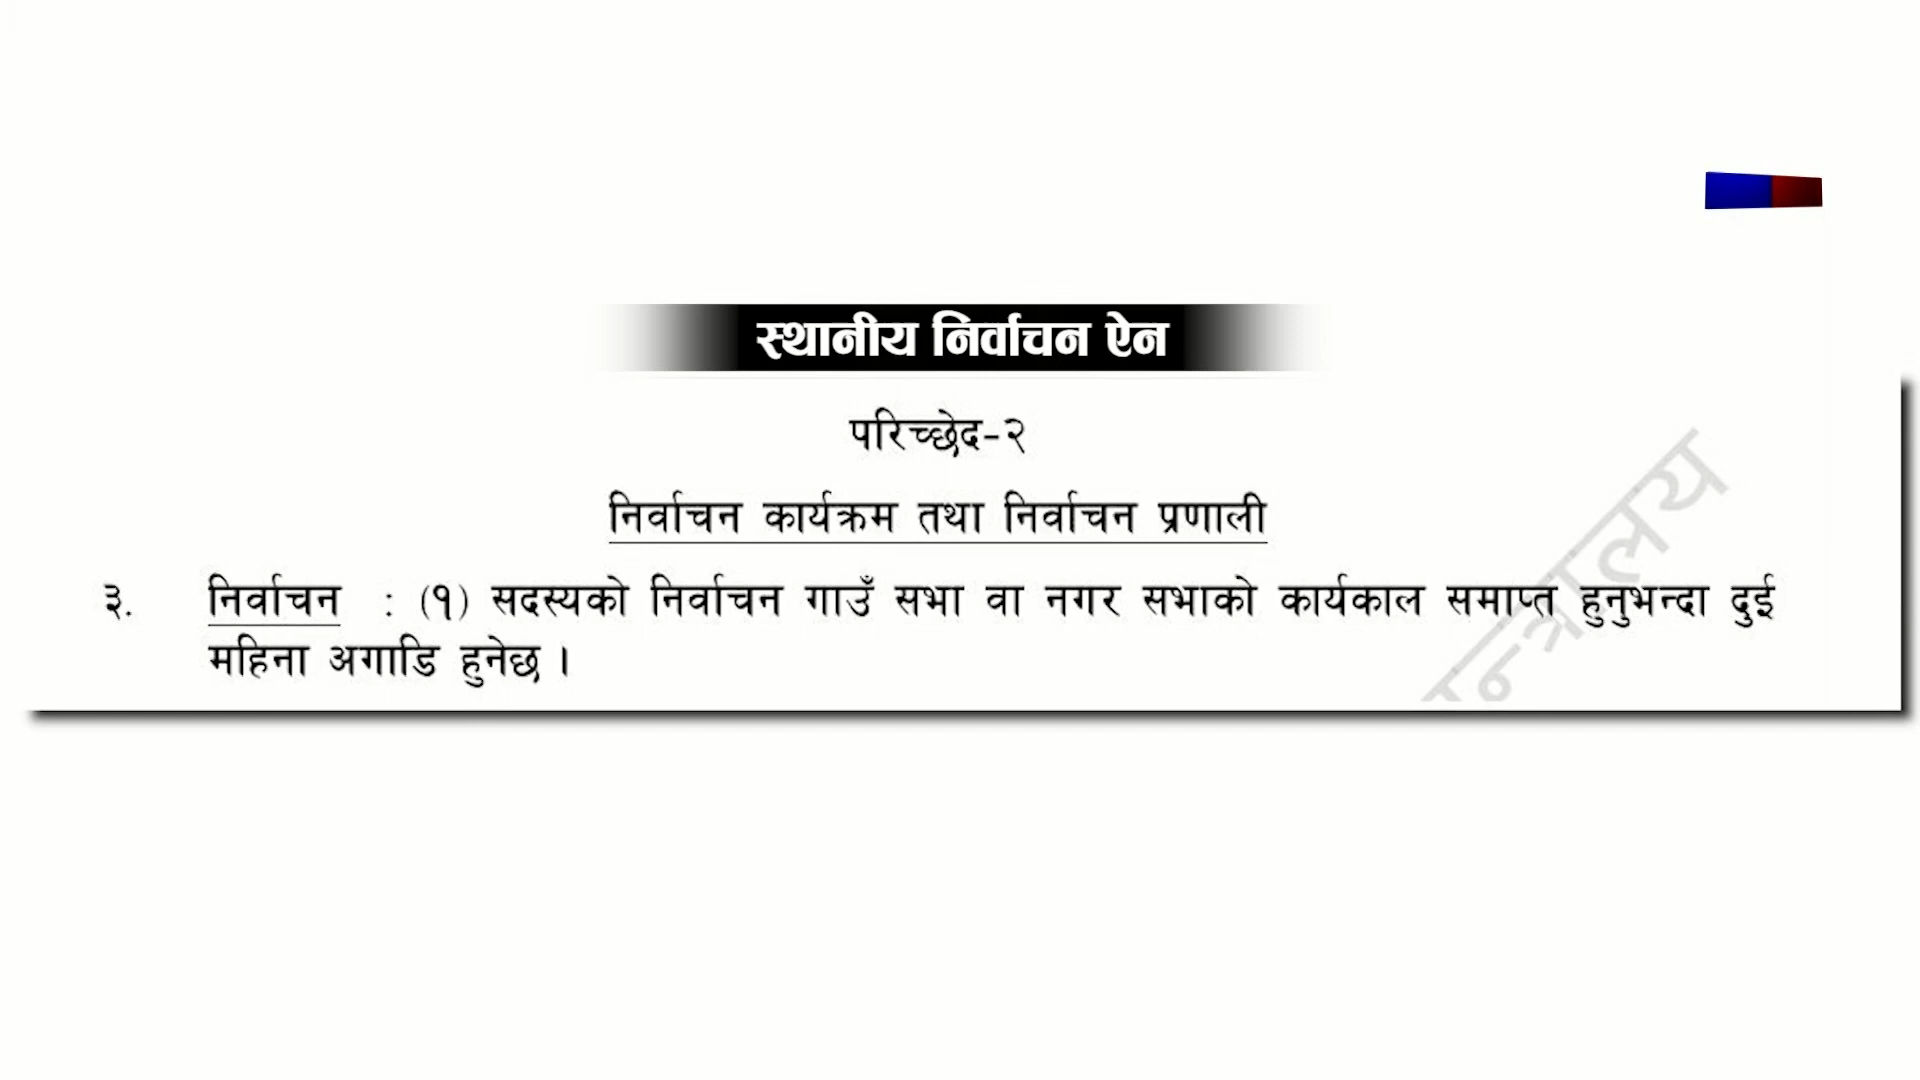 स्थानीय निर्वाचन ऐन
परिच्छेद-२
निर्वाचन कार्यक्रम तथा निर्वाचन प्रणाली
३. निर्वाचन : (१) सदस्यको निर्वाचन गाउँ सभा वा नगर सभाको कार्यकाल समाप्त हुनुभन्दा दुई
महिना अगाडि हुनेछ ।